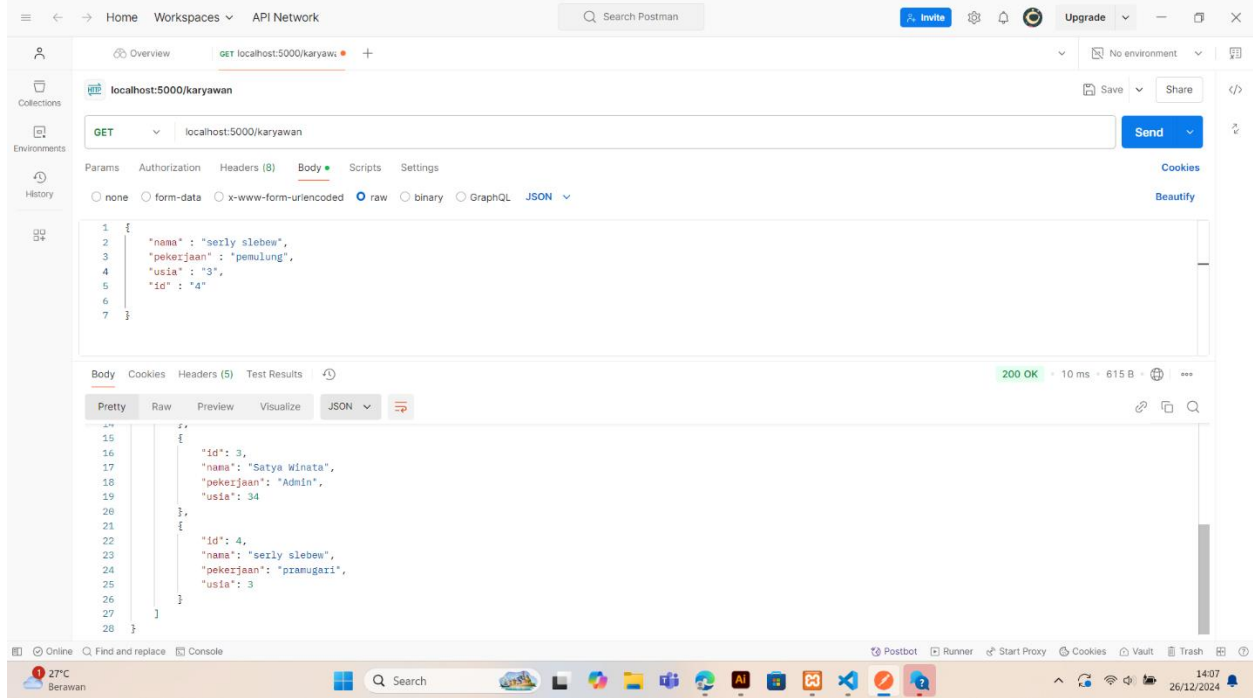 Home Workspaces API Network Search Postman Invite Upgrade
Overview GET localhost:5000/karyawa No environment
HTTP localhost:5000/karyawan Save Share
Collections
GET localhost:5000/karyawan Send
Environments
Params Authorization Headers (8) Body Scripts Settings Cookies
History
none form-data x-www-form-urlencoded raw binary GraphQL JSON Beautify
1 {
2 "nama" : "serly slebew",
3 "pekerjaan" : "pemulung",
4 "usia" : "3",
5 "id" : "4"
6
7 }
Body Cookies Headers (5) Test Results 200 OK 10 ms 615 B
Pretty Raw Preview Visualize JSON
14 },
15 {
16 "id": 3,
17 "nama": "Satya Winata",
18 "pekerjaan": "Admin",
19 "usia": 34
20 },
21 {
22 "id": 4,
23 "nama": "serly slebew",
24 "pekerjaan": "pramugari",
25 "usia": 3
26 }
27 ]
28 }
Online Find and replace Console Postbot Runner Start Proxy Cookies Vault Trash
1 27°C
Berawan
Search
Ai
14:07
26/12/2024